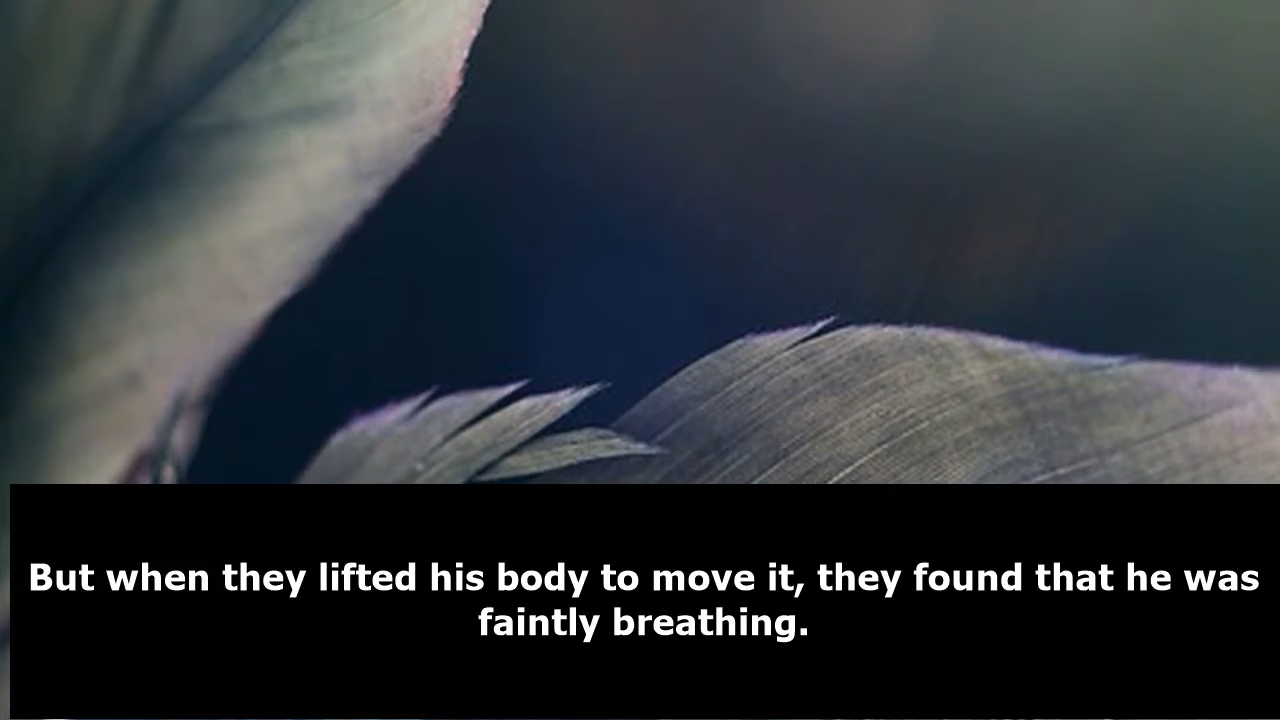 But when they lifted his body to move it, they found that he was
faintly breathing.